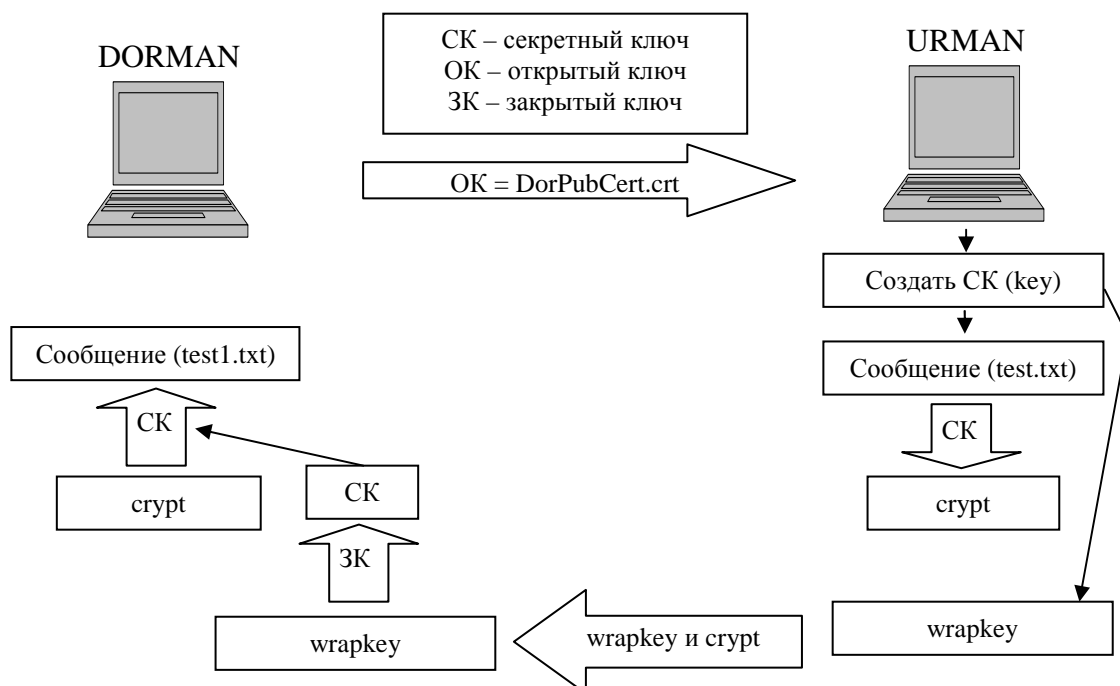 DORMAN
СК – секретный ключ
ОК – открытый ключ
ЗК – закрытый ключ
URMAN
ОК = DorPubCert.crt
Создать СК (key)
Сообщение (test1.txt)
Сообщение (test.txt)
СК
СК
СК
crypt
crypt
ЗК
wrapkey
wrapkey и crypt
wrapkey